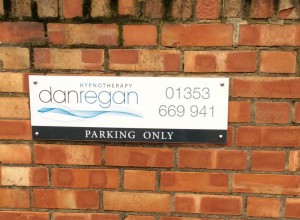 HYPNOTHERAPY
danregan
01353
669 941
PARKING ONLY